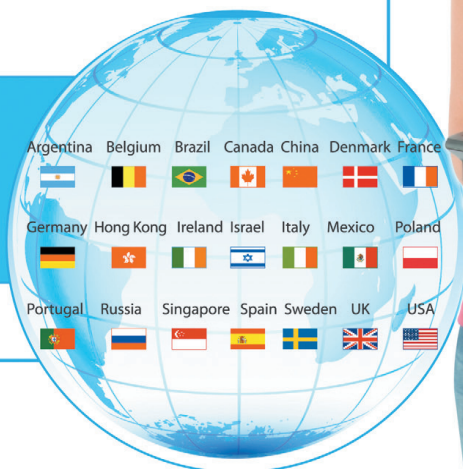 Argentina Belgium Brazil Canada China Denmark France
Germany Hong Kong Ireland Israel Italy Mexico Poland
Portugal Russia Singapore Spain Sweden UK USA